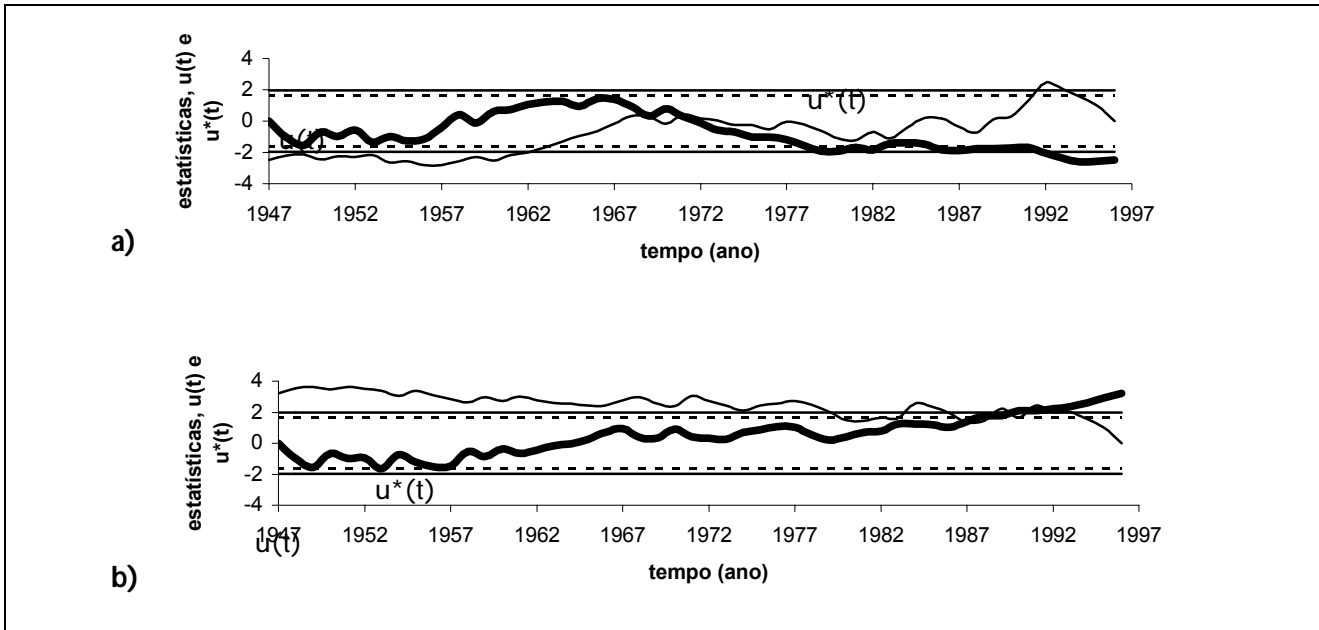 estatísticas, u(t) e
u*(t)
4
2
0
-2
-4
u*(t)
u(t)
1947 1952 1957 1962 1967 1972 1977 1982 1987 1992 1997
tempo (ano)
a)
estatísticas, u(t) e
u*(t)
4
2
0
-2
-4
u*(t)
1947 1952 1957 1962 1967 1972 1977 1982 1987 1992 1997
u(t)
tempo (ano)
b)